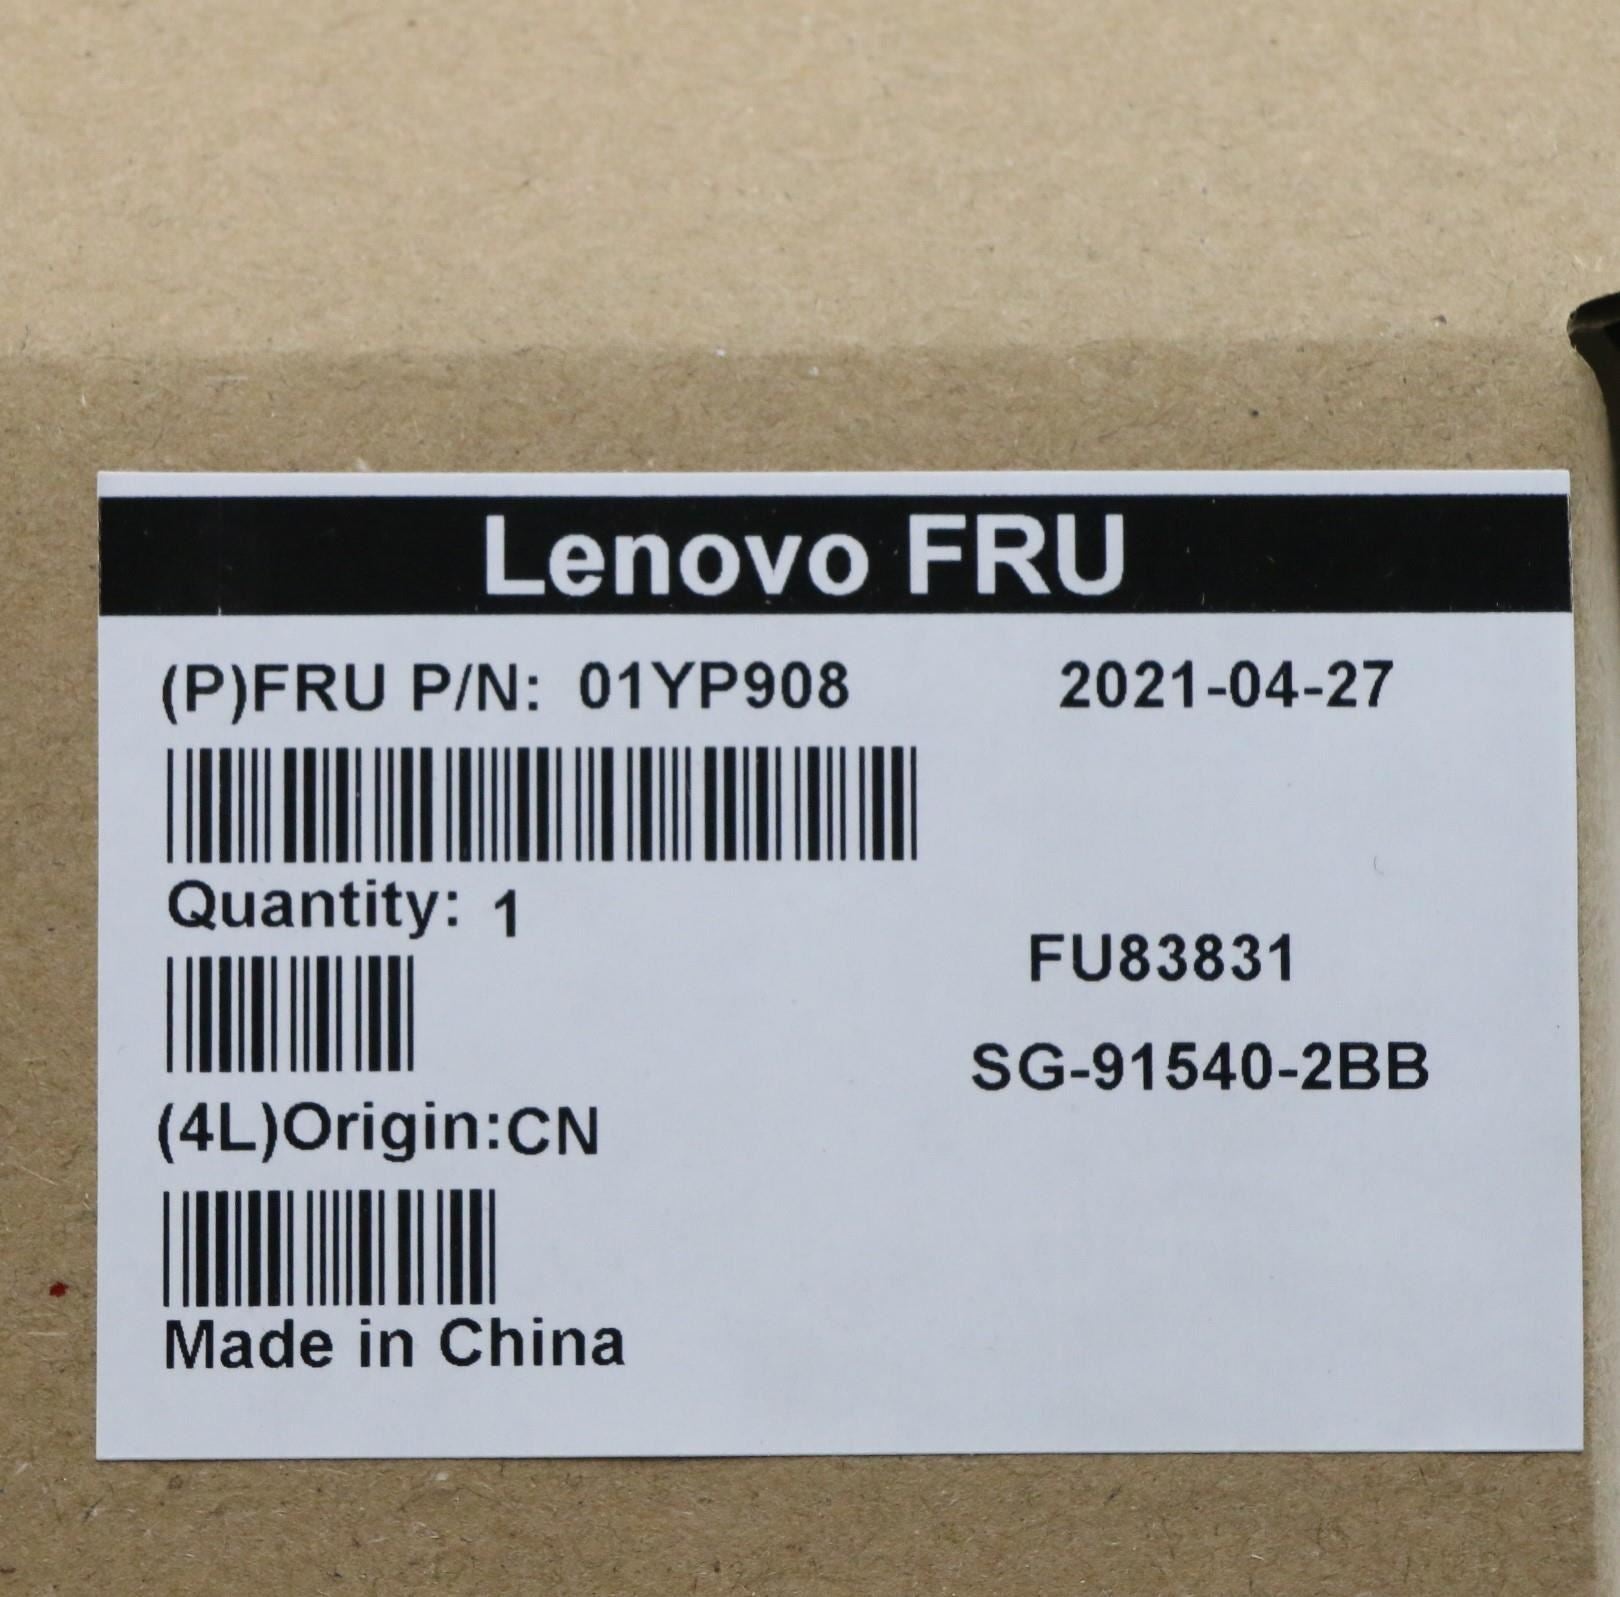 Lenovo FRU
(P)FRU P/N: 01YP908 2021-04-27
Quantity: 1
FU83831
SG-91540-2BB
(4L)Origin:CN
Made in China